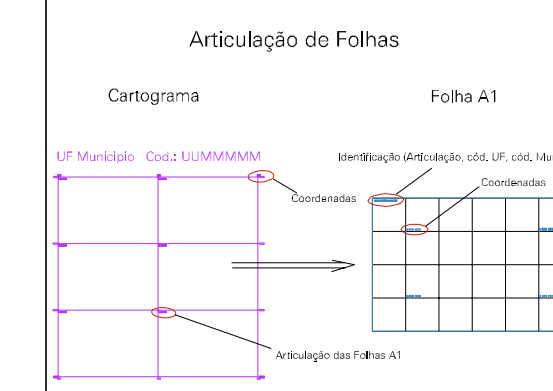 Articulação de Folhas
Cartograma
Folha A1
UF Municipio Cod.: UUMMMMM
Identificação (Articulação, cód. UF, cód. Mu
Coordenadas
Coordenadas
Articulação das Folhas A1